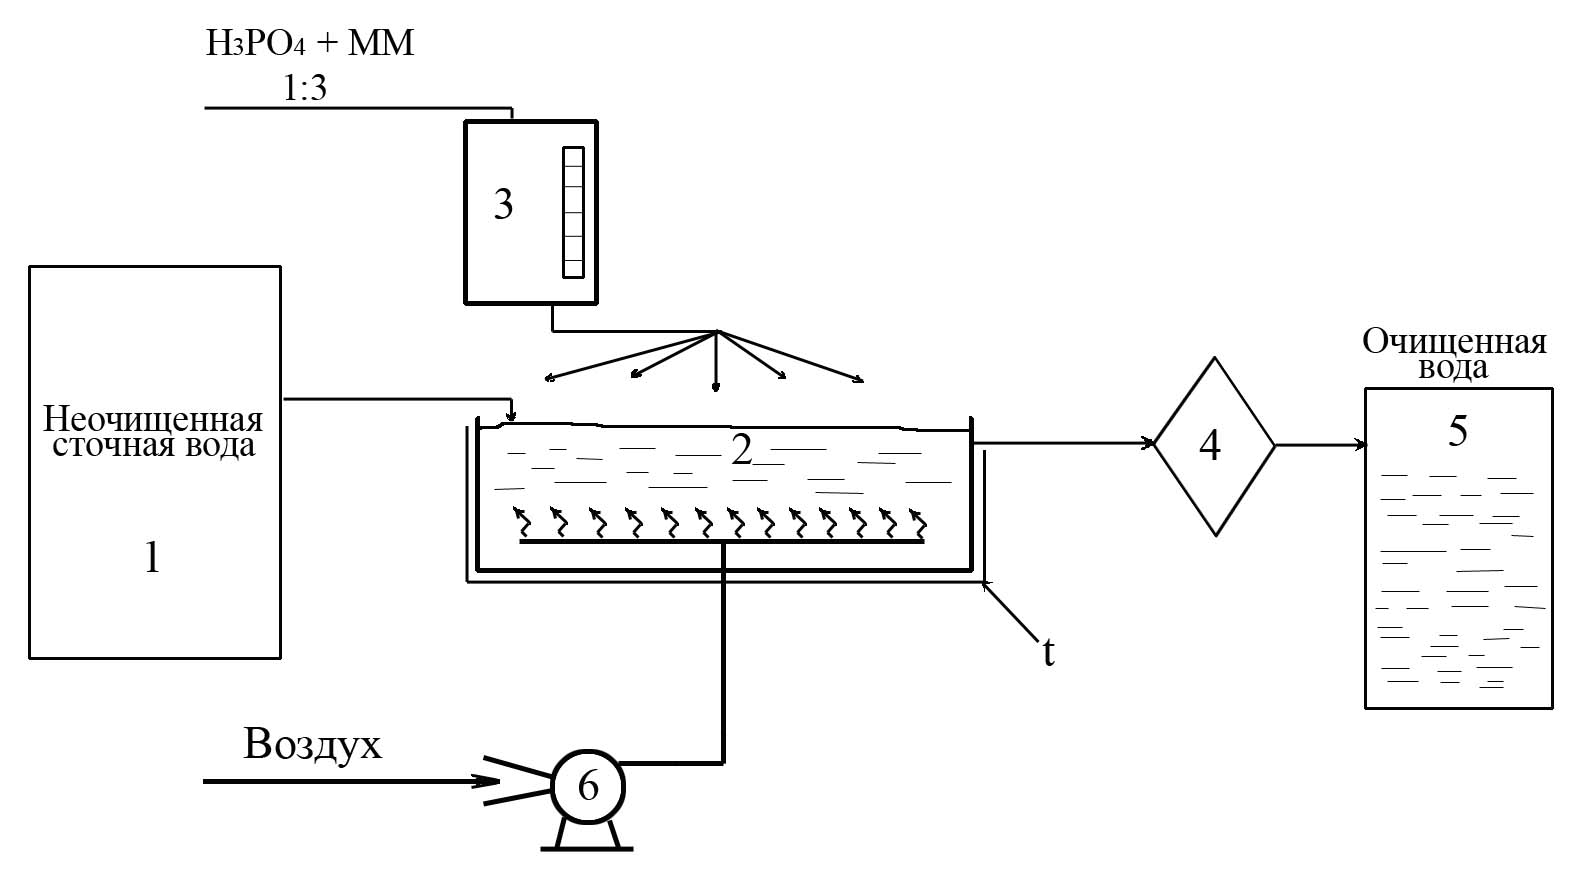 H₃PO₄ + MM
1:3
3
Неочищенная
сточная вода
1
2
4
Очищенная
вода
5
t
Воздух
6